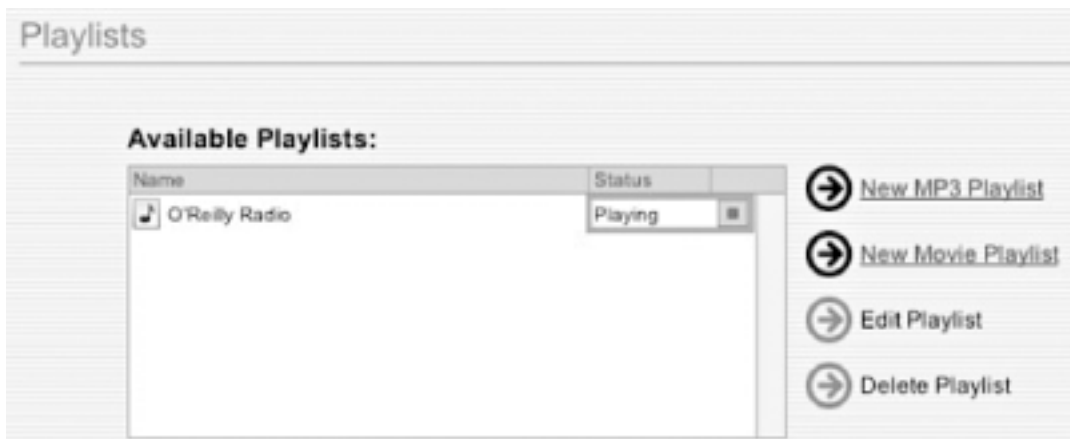 Playlists
Available Playlists:
Name Status
O'Reilly Radio Playing
New MP3 Playlist
New Movie Playlist
Edit Playlist
Delete Playlist